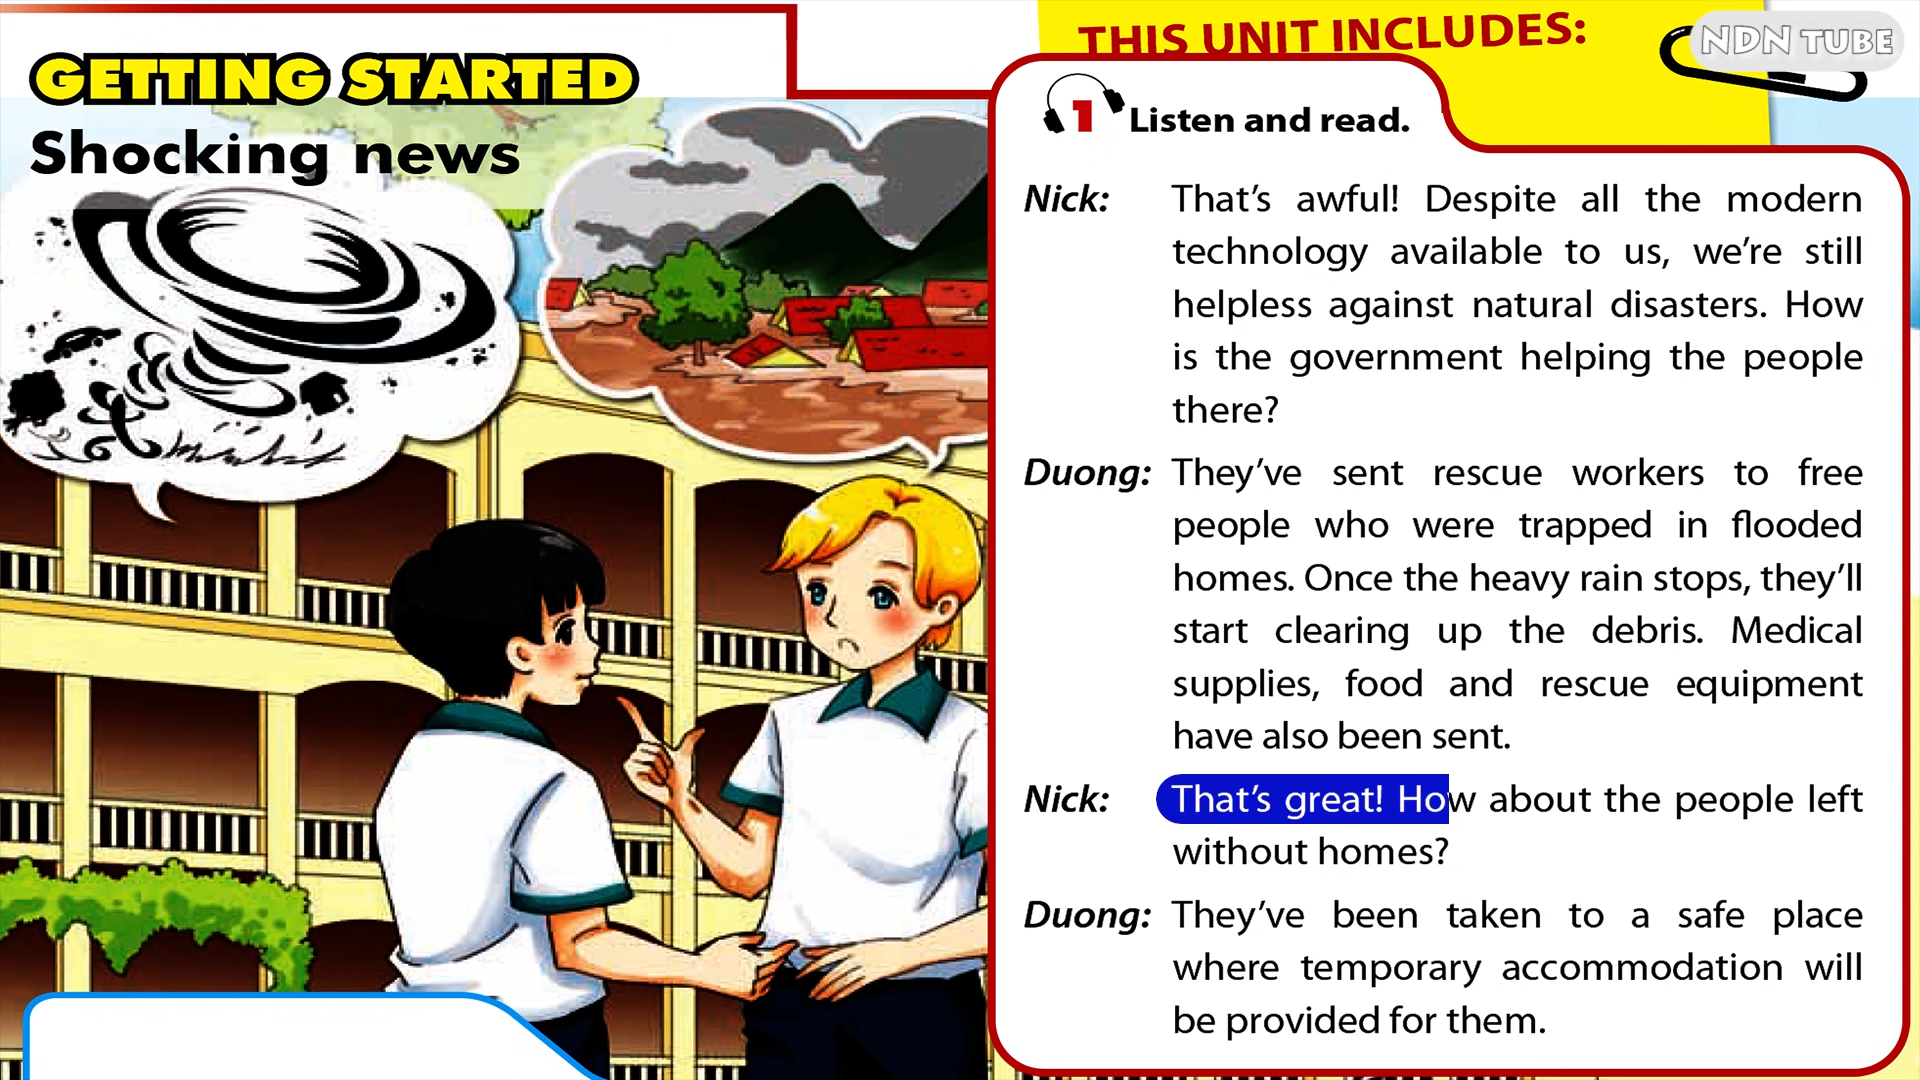 THIS UNIT INCLUDES:
NDN TUBE
GETTING STARTED
Shocking news
1 Listen and read.
Nick: That's awful! Despite all the modern
technology available to us, we're still
helpless against natural disasters. How
is the government helping the people
there?
Duong: They've sent rescue workers to free
people who were trapped in flooded
homes. Once the heavy rain stops, they'll
start clearing up the debris. Medical
supplies, food and rescue equipment
have also been sent.
Nick: That's great! How about the people left
without homes?
Duong: They've been taken to a safe place
where temporary accommodation will
be provided for them.